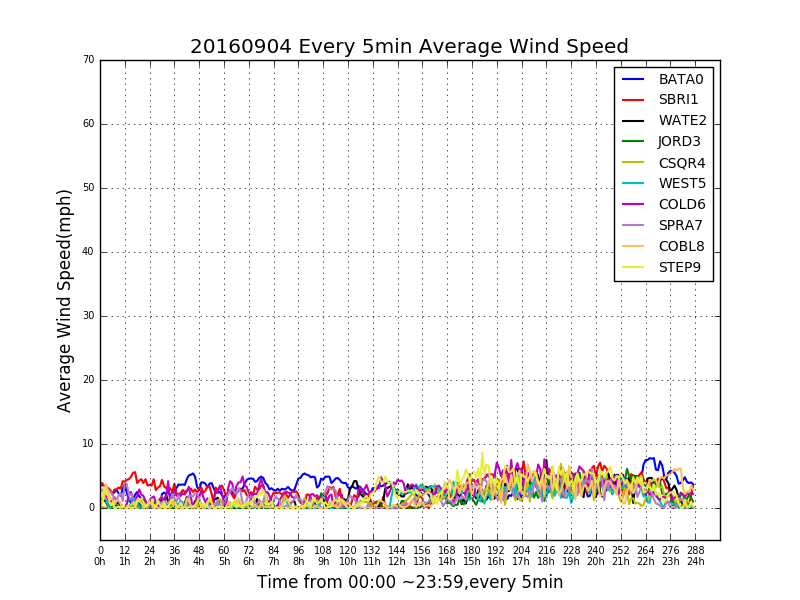 20160904 Every 5min Average Wind Speed
70
60
50
40
30
20
10
0
Average Wind Speed(mph)
BATA0
SBRI1
WATE2
JORD3
CSQR4
WEST5
COLD6
SPRA7
COBL8
STEP9
0 12 24 36 48 60 72 84 96 108 120 132 144 156 168 180 192 204 216 228 240 252 264 276 288
0h 1h 2h 3h 4h 5h 6h 7h 8h 9h 10h 11h 12h 13h 14h 15h 16h 17h 18h 19h 20h 21h 22h 23h 24h
Time from 00:00 ~23:59,every 5min